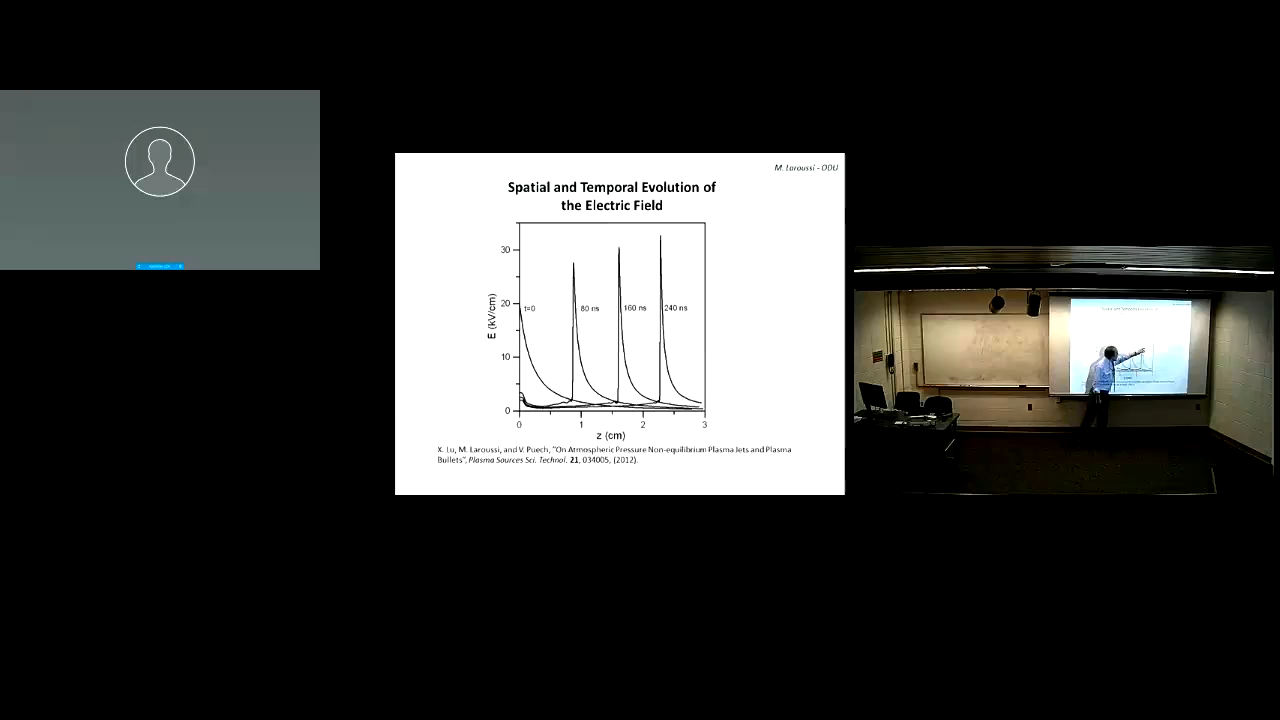 M. Laroussi - ODU
Spatial and Temporal Evolution of
the Electric Field
30
20
10
0
E (kV/cm)
t=0
80 ns
160 ns
240 ns
0
1
2
3
z (cm)
X. Lu, M. Laroussi, and V. Puech, "On Atmospheric Pressure Non-equilibrium Plasma Jets and Plasma
Bullets", Plasma Sources Sci. Technol. 21, 034005, (2012).